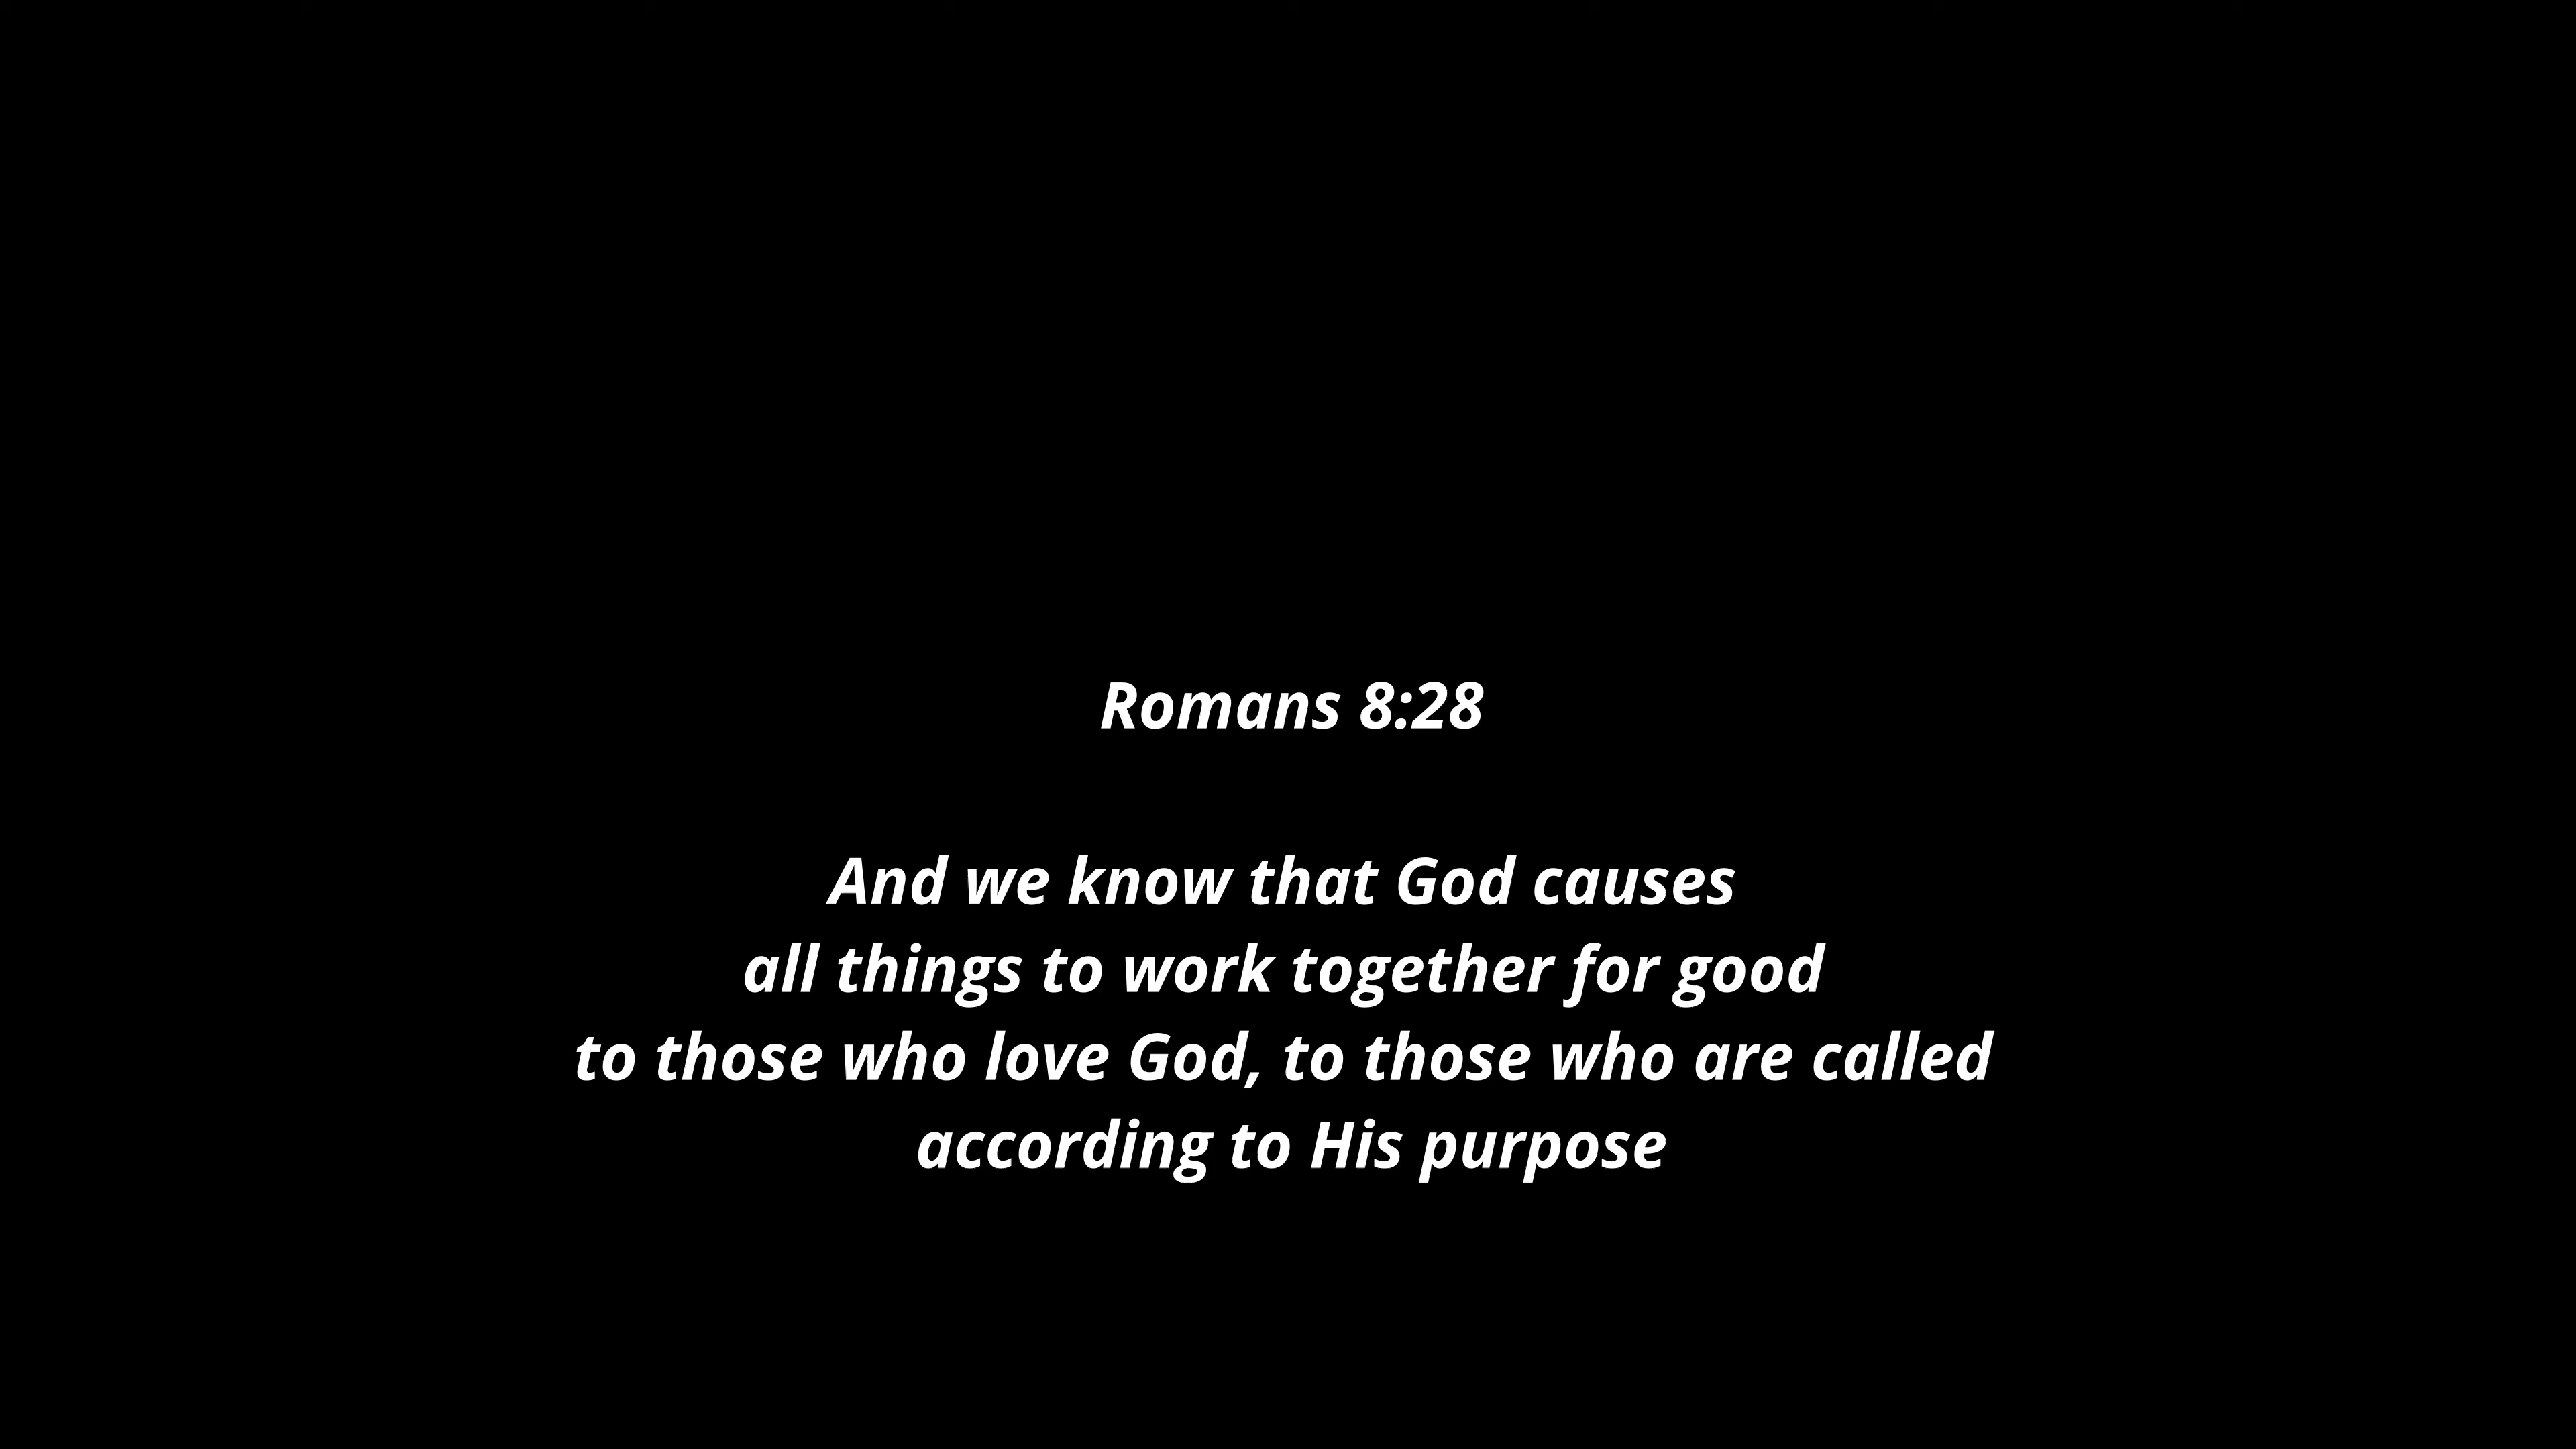 Romans 8:28
And we know that God causes
all things to work together for good
to those who love God, to those who are called
according to His purpose